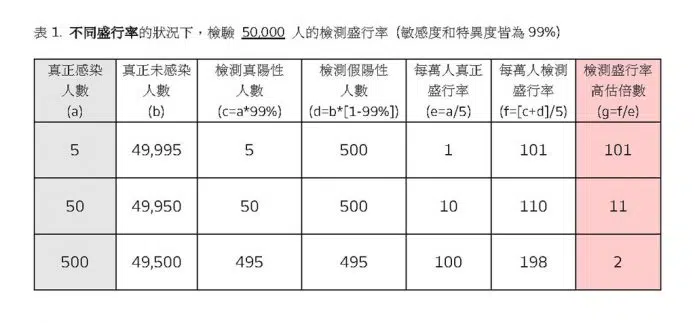 表 1. 不同盛行率的狀況下，檢驗 50,000 人的檢測盛行率 (敏感度和特異度皆為 99%)
真正感染人數 (a) 真正未感染人數 (b) 檢測真陽性人數 (c=a*99%) 檢測假陽性人數 (d=b*[1-99%]) 每萬人真正盛行率 (e=a/5) 每萬人檢測盛行率 (f=[c+d]/5) 檢測盛行率高估倍數 (g=f/e)
5 49,995 5 500 1 101 101
50 49,950 50 500 10 110 11
500 49,500 495 495 100 198 2